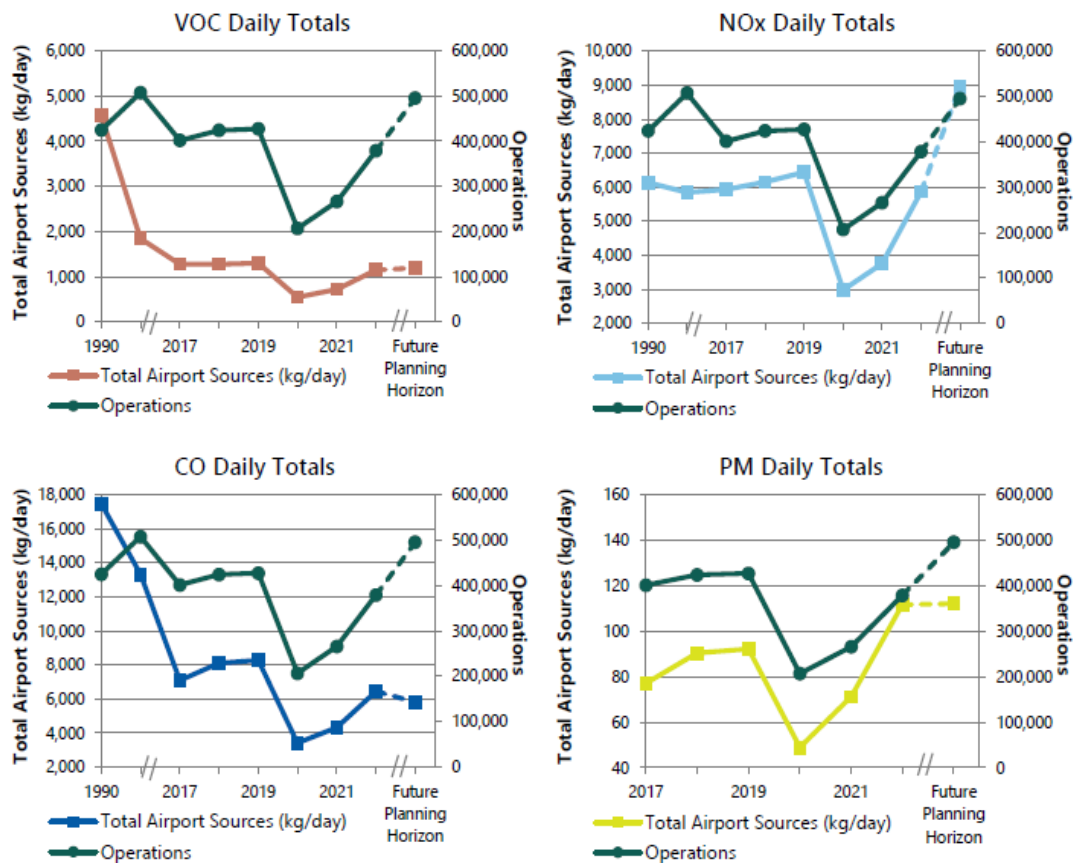 VOC Daily Totals
Total Airport Sources (kg/day)
6,000
5,000
4,000
3,000
2,000
1,000
0
600,000
500,000
400,000
300,000
200,000
100,000
0
Operations
1990
2017
2019
2021
Future
Planning
Horizon
Total Airport Sources (kg/day)
Operations
NOx Daily Totals
Total Airport Sources (kg/day)
10,000
9,000
8,000
7,000
6,000
5,000
4,000
3,000
2,000
600,000
500,000
400,000
300,000
200,000
100,000
0
Operations
1990
2017
2019
2021
Future
Planning
Horizon
Total Airport Sources (kg/day)
Operations
CO Daily Totals
Total Airport Sources (kg/day)
18,000
16,000
14,000
12,000
10,000
8,000
6,000
4,000
2,000
600,000
500,000
400,000
300,000
200,000
100,000
0
Operations
1990
2017
2019
2021
Future
Planning
Horizon
Total Airport Sources (kg/day)
Operations
PM Daily Totals
Total Airport Sources (kg/day)
160
140
120
100
80
60
40
600,000
500,000
400,000
300,000
200,000
100,000
0
Operations
2017
2019
2021
Future
Planning
Horizon
Total Airport Sources (kg/day)
Operations